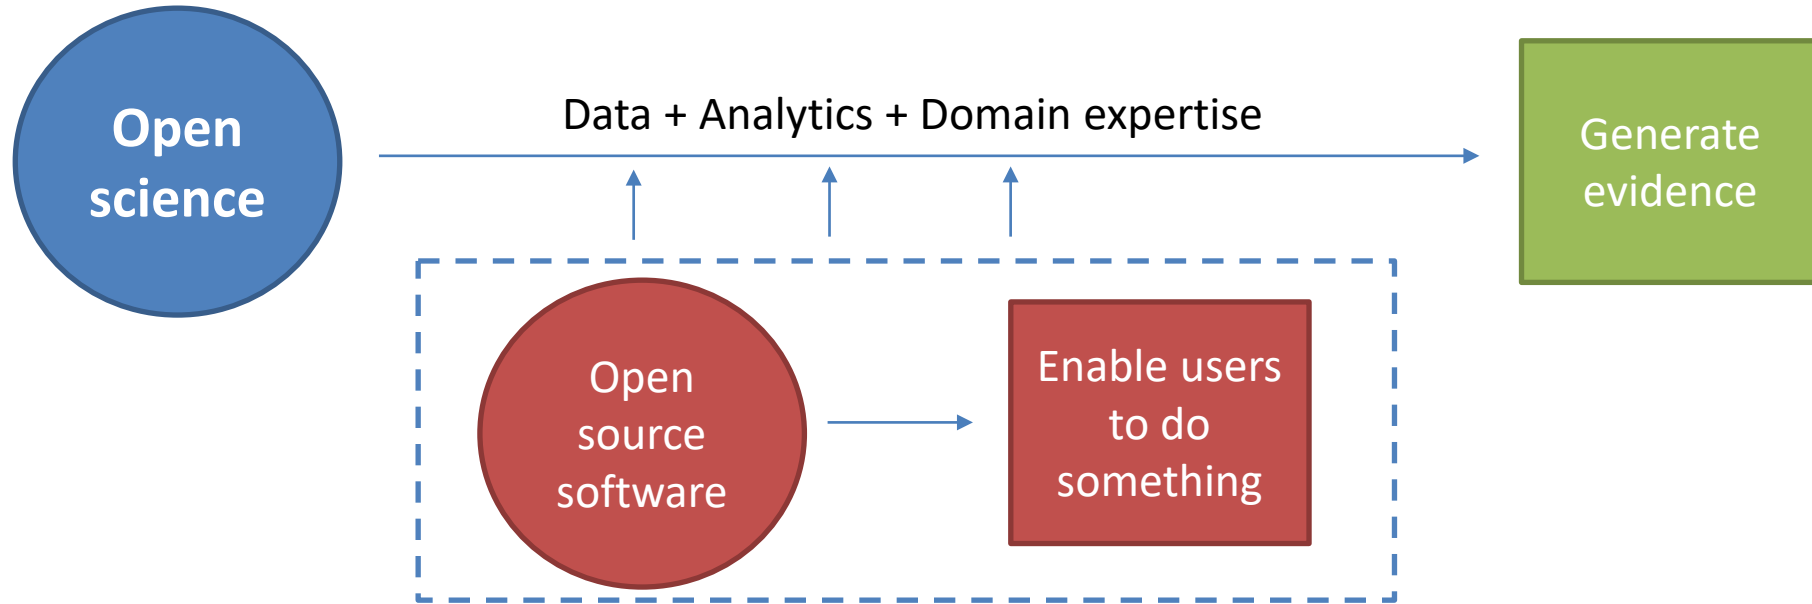 Open
science
Data + Analytics + Domain expertise
Generate
evidence
Open
source
software
Enable users
to do
something